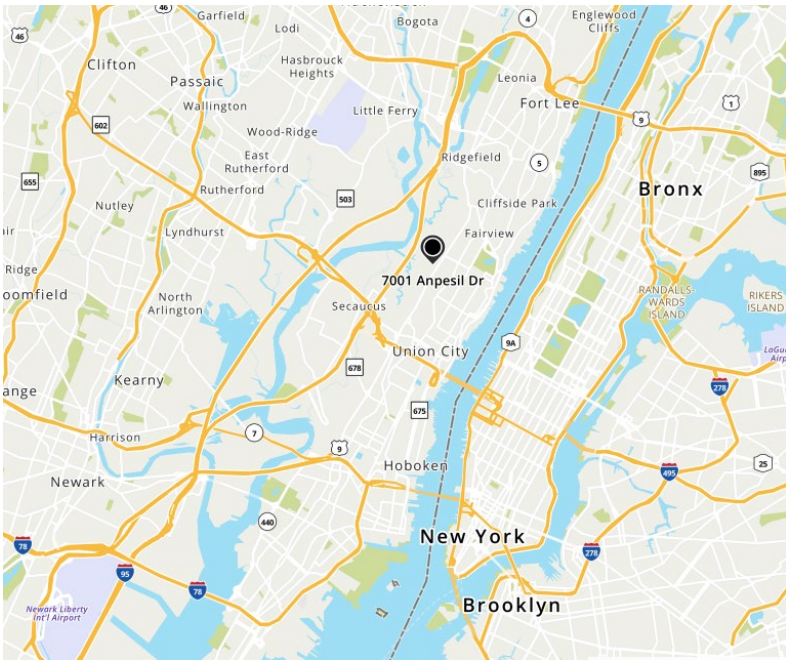 46
Garfield
Lodi
Bogota
4
Englewood
Cliffs
46
Clifton
Passaic
Hasbrouck
Heights
Leonia
Wallington
Little Ferry
Fort Lee
1
9
602
Wood-Ridge
East
Rutherford
Ridgefield
5
895
655
Rutherford
503
Bronx
Nutley
Cliffside Park
Lyndhurst
Fairview
Ridge
7001 Anpesil Dr
oomfield
North
Arlington
Secaucus
RANDALLS-
WARDS
ISLAND
RIKERS
ISLAND
9A
Union City
LaGu
Airp
678
Kearny
278
ange
675
Harrison
7
9
Hoboken
25
495
Newark
440
New York
78
278
95
78
Brooklyn
Newark Liberty
Int'l Airport